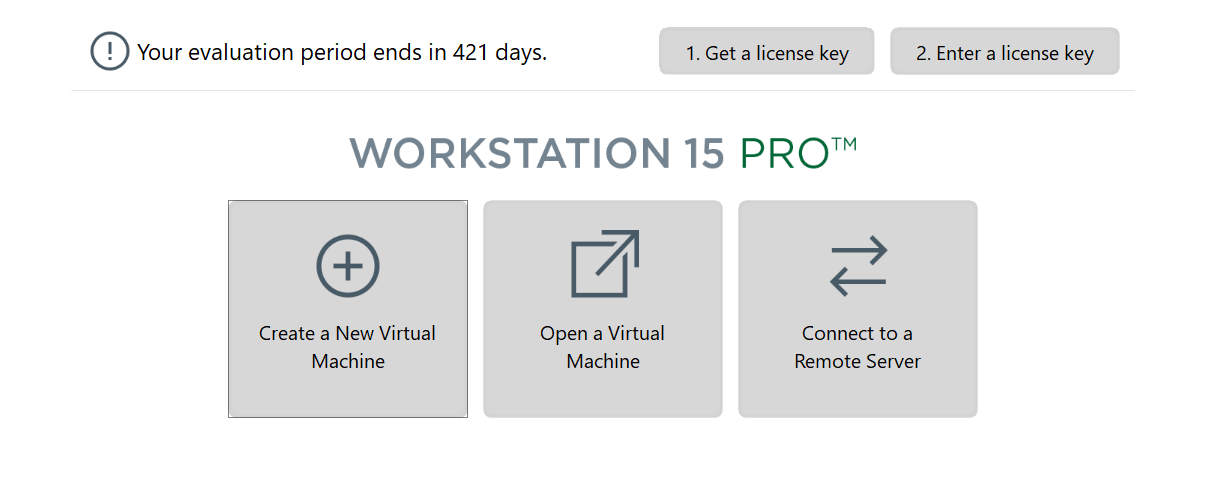 Your evaluation period ends in 421 days.
1. Get a license key
2. Enter a license key
WORKSTATION 15 PRO™
Create a New Virtual
Machine
Open a Virtual
Machine
Connect to a
Remote Server